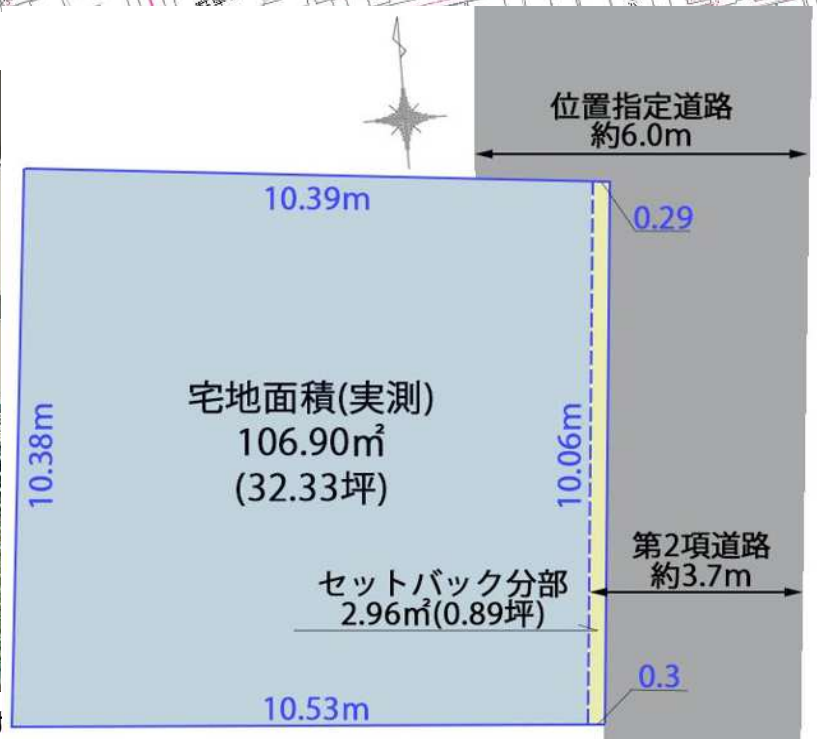 位置指定道路
約6.0m
10.39m
0.29
宅地面積(実測)
106.90㎡
(32.33坪)
10.38m
10.06m
第2項道路
約3.7m
セットバック分部
2.96㎡(0.89坪)
0.3
10.53m